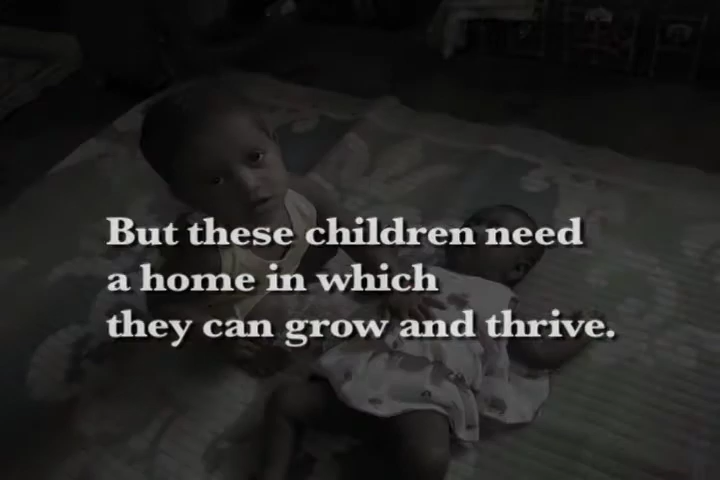 But these children need
a home in which
they can grow and thrive.